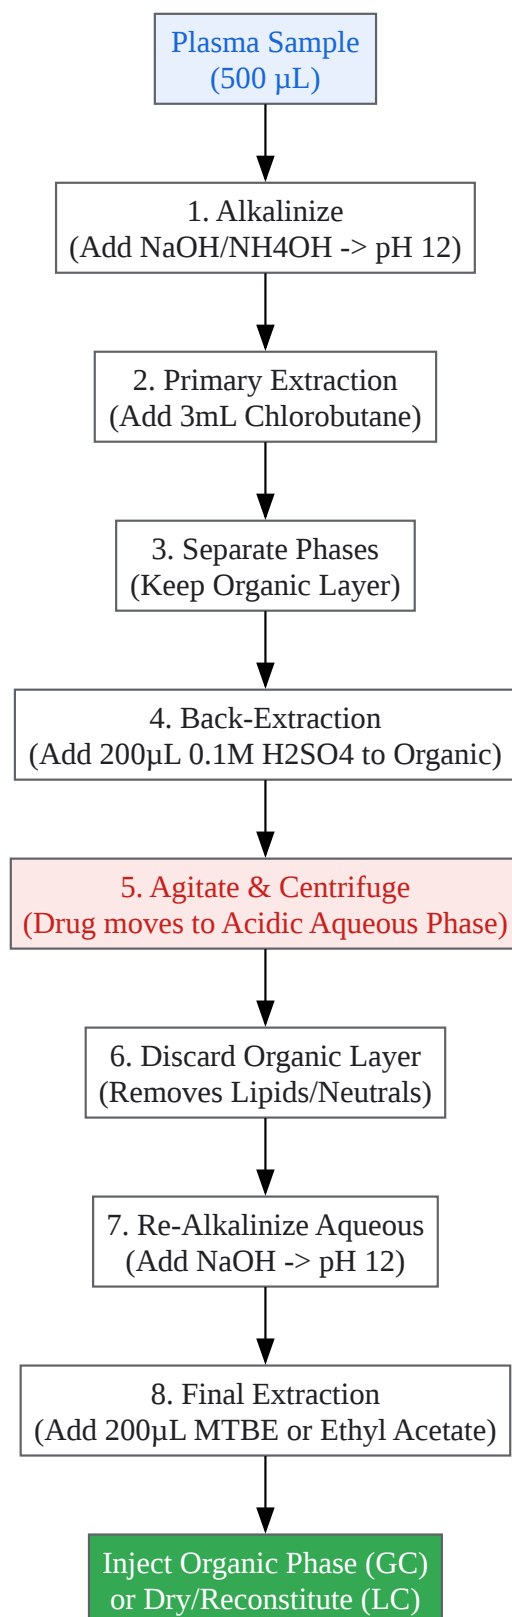 Plasma Sample
(500 µL)
1. Alkalinize
(Add NaOH/NH4OH -> pH 12)
2. Primary Extraction
(Add 3mL Chlorobutane)
3. Separate Phases
(Keep Organic Layer)
4. Back-Extraction
(Add 200µL 0.1M H2SO4 to Organic)
5. Agitate & Centrifuge
(Drug moves to Acidic Aqueous Phase)
6. Discard Organic Layer
(Removes Lipids/Neutrals)
7. Re-Alkalinize Aqueous
(Add NaOH -> pH 12)
8. Final Extraction
(Add 200µL MTBE or Ethyl Acetate)
Inject Organic Phase (GC)
or Dry/Reconstitute (LC)